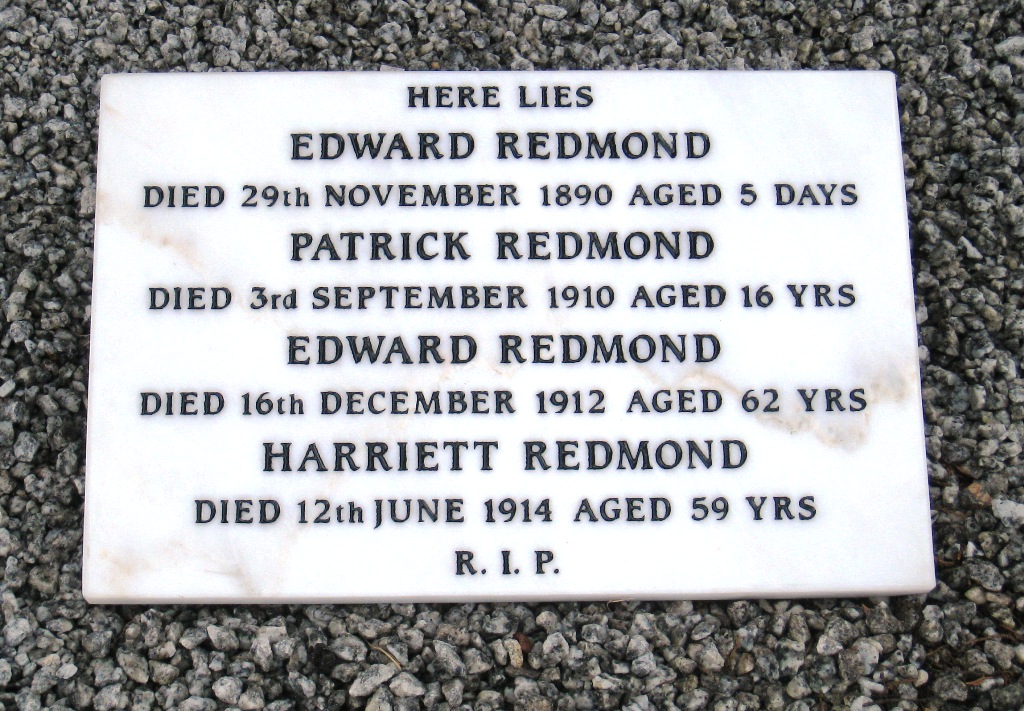 HERE LIES
EDWARD REDMOND
DIED 29th NOVEMBER 1890 AGED 5 DAYS
PATRICK REDMOND
DIED 3rd SEPTEMBER 1910 AGED 16 YRS
EDWARD REDMOND
DIED 16th DECEMBER 1912 AGED 62 YRS
HARRIETT REDMOND
DIED 12th JUNE 1914 AGED 59 YRS
R. I. P.